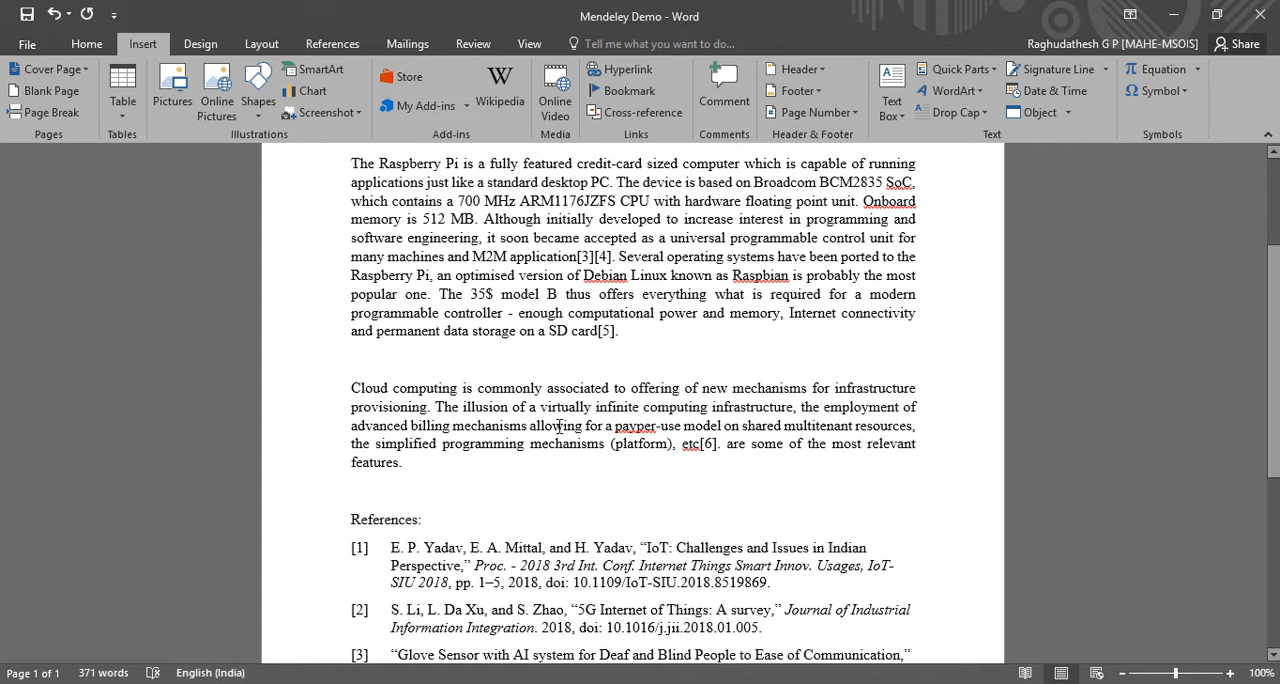 Mendeley Demo - Word
File Home Insert Design Layout References Mailings Review View Tell me what you want to do... Raghudathesh G P [MAHE-MSOIS] Share
Cover Page
Blank Page
Page Break
Pages
Table
Tables
Pictures
Online Pictures
Shapes
SmartArt
Chart
Screenshot
Illustrations
Store
My Add-ins
Wikipedia
Add-ins
Online Video
Media
Hyperlink
Bookmark
Cross-reference
Links
Comment
Comments
Header
Footer
Page Number
Header & Footer
Text Box
Quick Parts
WordArt
Drop Cap
Signature Line
Date & Time
Object
Text
Equation
Symbol
Symbols
The Raspberry Pi is a fully featured credit-card sized computer which is capable of running
applications just like a standard desktop PC. The device is based on Broadcom BCM2835 SoC,
which contains a 700 MHz ARM1176JZFS CPU with hardware floating point unit. Onboard
memory is 512 MB. Although initially developed to increase interest in programming and
software engineering, it soon became accepted as a universal programmable control unit for
many machines and M2M application[3][4]. Several operating systems have been ported to the
Raspberry Pi, an optimised version of Debian Linux known as Raspbian is probably the most
popular one. The 35$ model B thus offers everything what is required for a modern
programmable controller - enough computational power and memory, Internet connectivity
and permanent data storage on a SD card[5].
Cloud computing is commonly associated to offering of new mechanisms for infrastructure
provisioning. The illusion of a virtually infinite computing infrastructure, the employment of
advanced billing mechanisms allowing for a payper-use model on shared multitenant resources,
the simplified programming mechanisms (platform), etc[6]. are some of the most relevant
features.
References:
[1] E. P. Yadav, E. A. Mittal, and H. Yadav, “IoT: Challenges and Issues in Indian
Perspective,” Proc. - 2018 3rd Int. Conf. Internet Things Smart Innov. Usages, IoT-
SIU 2018, pp. 1–5, 2018, doi: 10.1109/IoT-SIU.2018.8519869.
[2] S. Li, L. Da Xu, and S. Zhao, “5G Internet of Things: A survey,” Journal of Industrial
Information Integration. 2018, doi: 10.1016/j.jii.2018.01.005.
[3] “Glove Sensor with AI system for Deaf and Blind People to Ease of Communication,”
Page 1 of 1 371 words English (India) 100%